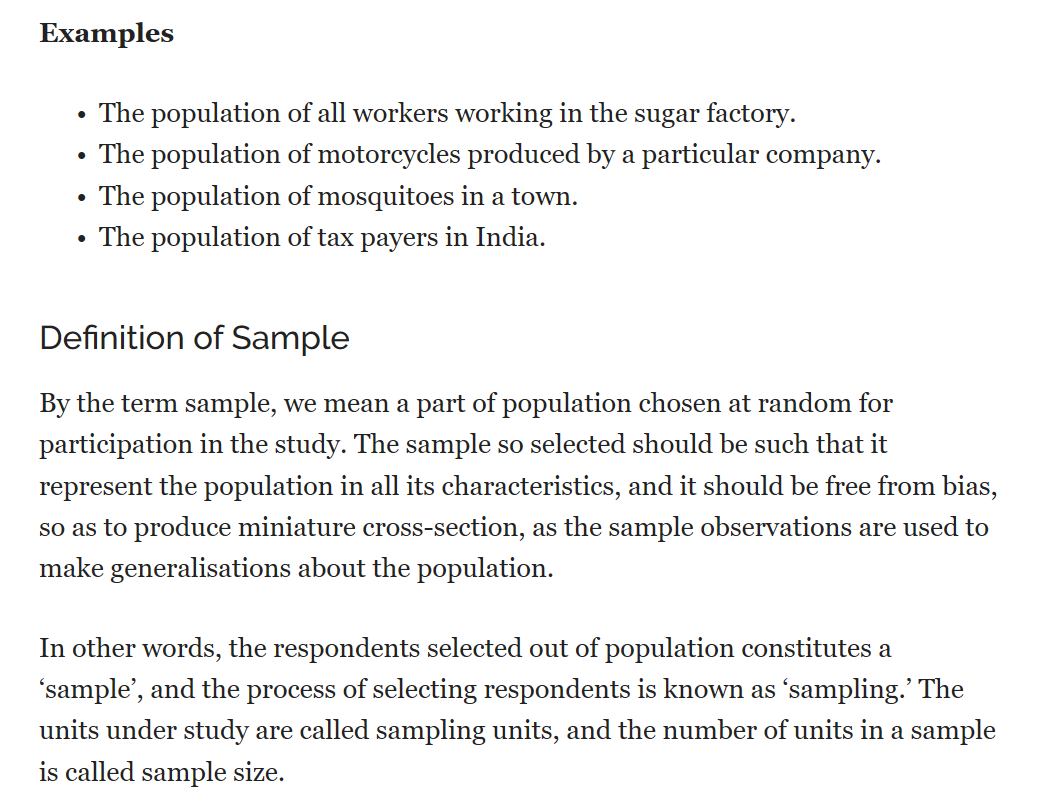 Examples
• The population of all workers working in the sugar factory.
• The population of motorcycles produced by a particular company.
• The population of mosquitoes in a town.
• The population of tax payers in India.
Definition of Sample
By the term sample, we mean a part of population chosen at random for
participation in the study. The sample so selected should be such that it
represent the population in all its characteristics, and it should be free from bias,
so as to produce miniature cross-section, as the sample observations are used to
make generalisations about the population.
In other words, the respondents selected out of population constitutes a
‘sample’, and the process of selecting respondents is known as ‘sampling.’ The
units under study are called sampling units, and the number of units in a sample
is called sample size.